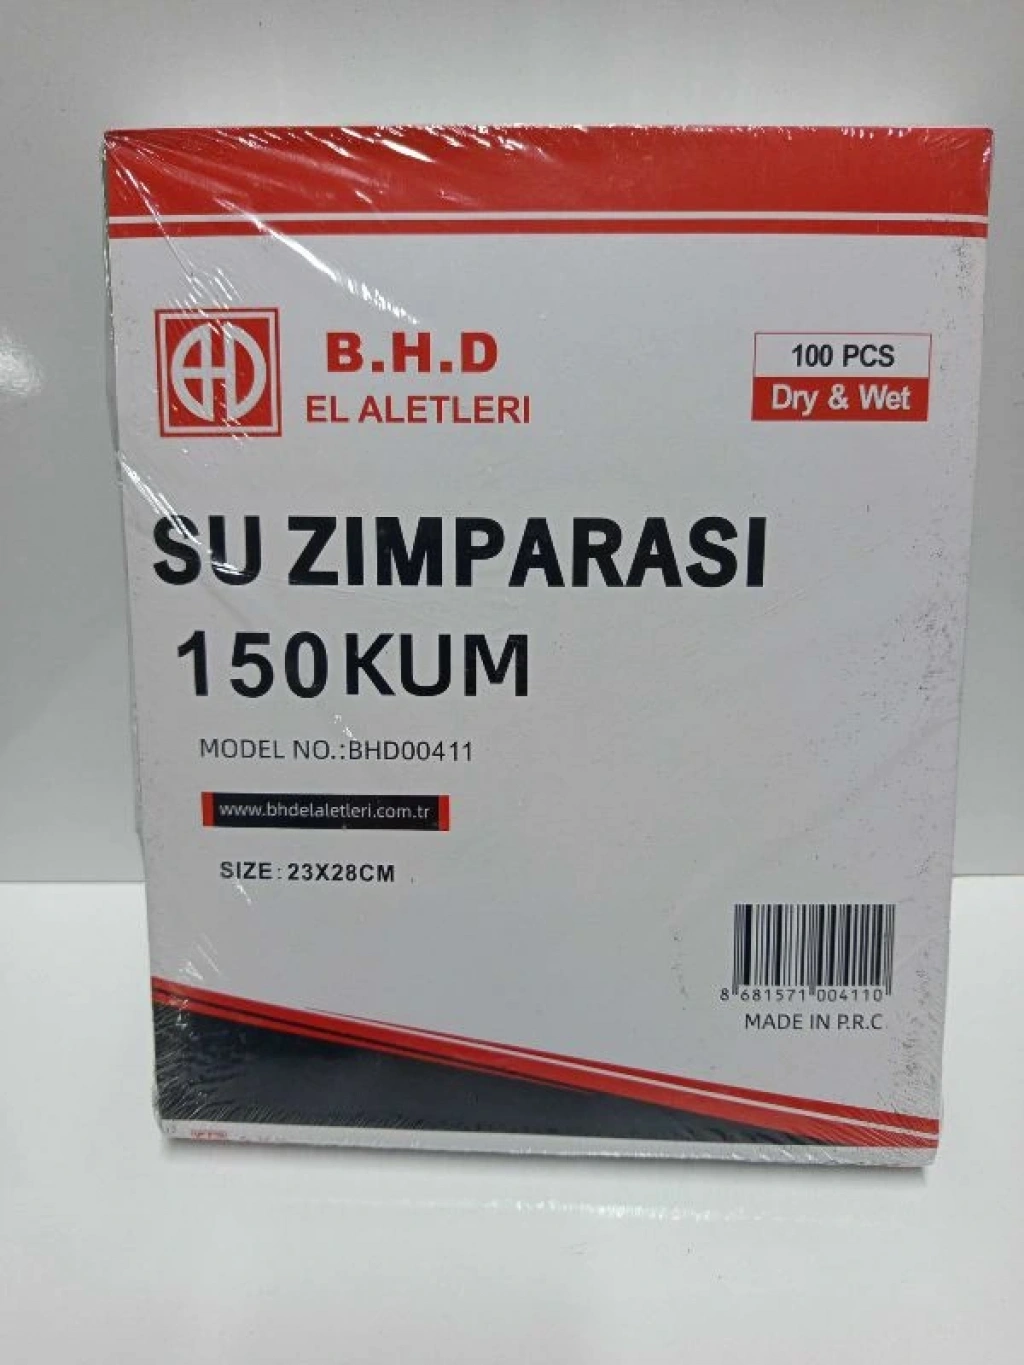 B.H.D
EL ALETLERI
100 PCS
Dry & Wet
SU ZIMPARASI
150KUM
MODEL NO.:BHD00411
www.bhdelaletleri.com.tr
SIZE: 23X28CM
8 681571 004110
MADE IN P.R.C